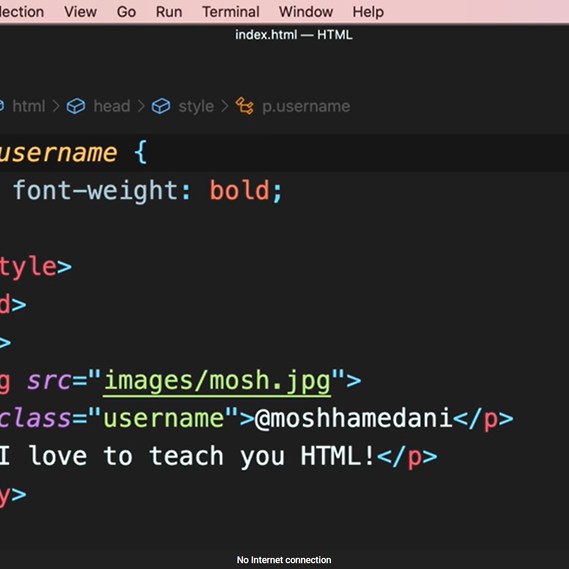 lection View Go Run Terminal Window Help
index.html — HTML
html > head > style > p.username
username {
font-weight: bold;
tyle>
d>
>
g src="images/mosh.jpg">
class="username">@moshhamedani</p>
I love to teach you HTML!</p>
y>
No Internet connection